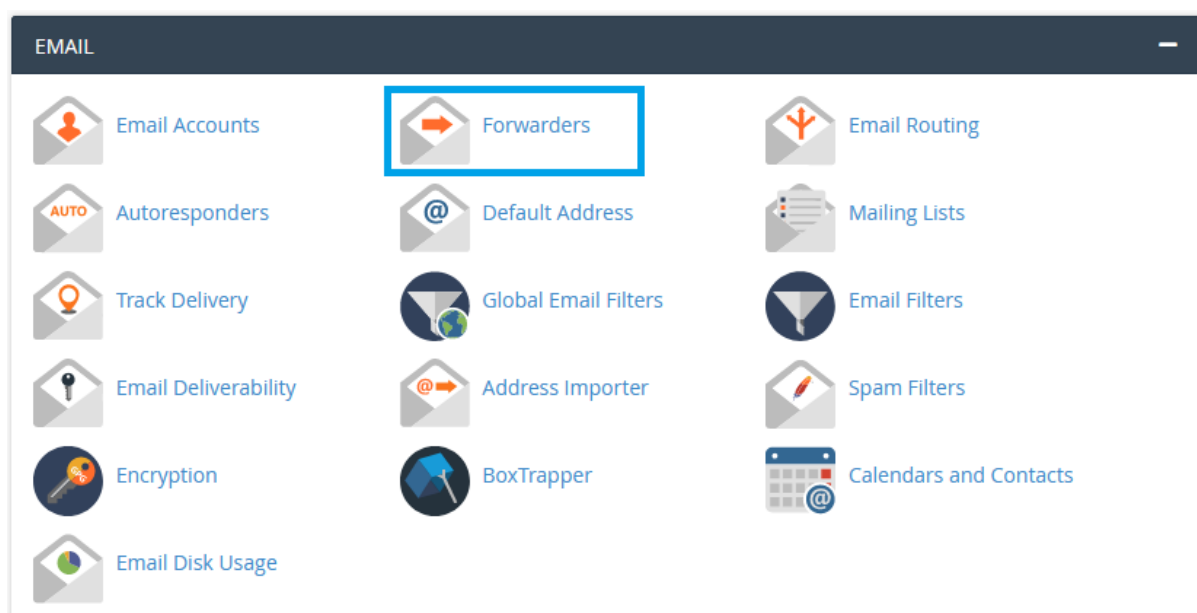 EMAIL
Email Accounts
Forwarders
Email Routing
AUTO
Autoresponders
@
Default Address
Mailing Lists
Track Delivery
Global Email Filters
Email Filters
Email Deliverability
@
Address Importer
Spam Filters
GPG
Encryption
BoxTrapper
@
Calendars and Contacts
Email Disk Usage